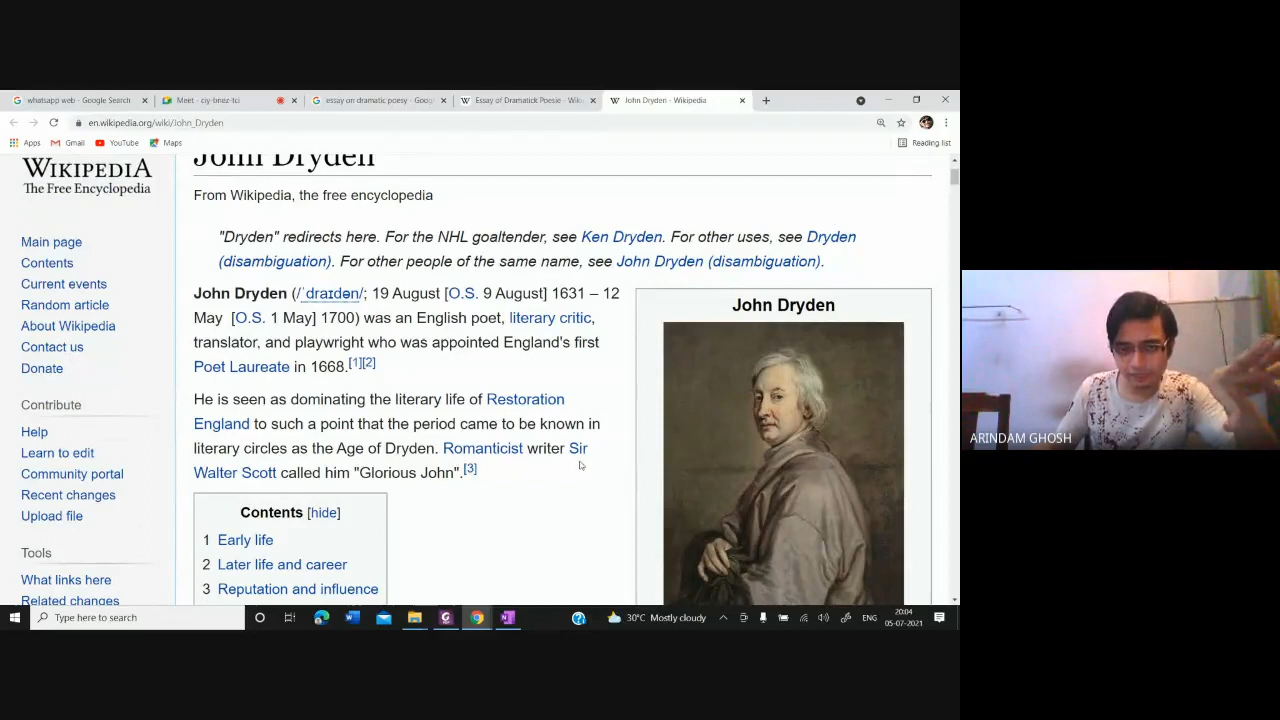 whatsapp web - Google Search
Meet - ciy-bnez-tci
essay on dramatic poesy - Goog
Essay of Dramatick Poesie - Wiki
John Dryden - Wikipedia
en.wikipedia.org/wiki/John_Dryden
Apps Gmail YouTube Maps Reading list
WIKIPEDIA
The Free Encyclopedia
Main page
Contents
Current events
Random article
About Wikipedia
Contact us
Donate
Contribute
Help
Learn to edit
Community portal
Recent changes
Upload file
Tools
What links here
Related changes
John Dryden
From Wikipedia, the free encyclopedia
"Dryden" redirects here. For the NHL goaltender, see Ken Dryden. For other uses, see Dryden
(disambiguation). For other people of the same name, see John Dryden (disambiguation).
John Dryden (/ˈdraɪdən/; 19 August [O.S. 9 August] 1631 – 12
May [O.S. 1 May] 1700) was an English poet, literary critic,
translator, and playwright who was appointed England's first
Poet Laureate in 1668.[1][2]
He is seen as dominating the literary life of Restoration
England to such a point that the period came to be known in
literary circles as the Age of Dryden. Romanticist writer Sir
Walter Scott called him "Glorious John".[3]
Contents [hide]
1 Early life
2 Later life and career
3 Reputation and influence
John Dryden
ARINDAM GHOSH
Type here to search
30°C Mostly cloudy
ENG
20:04
05-07-2021